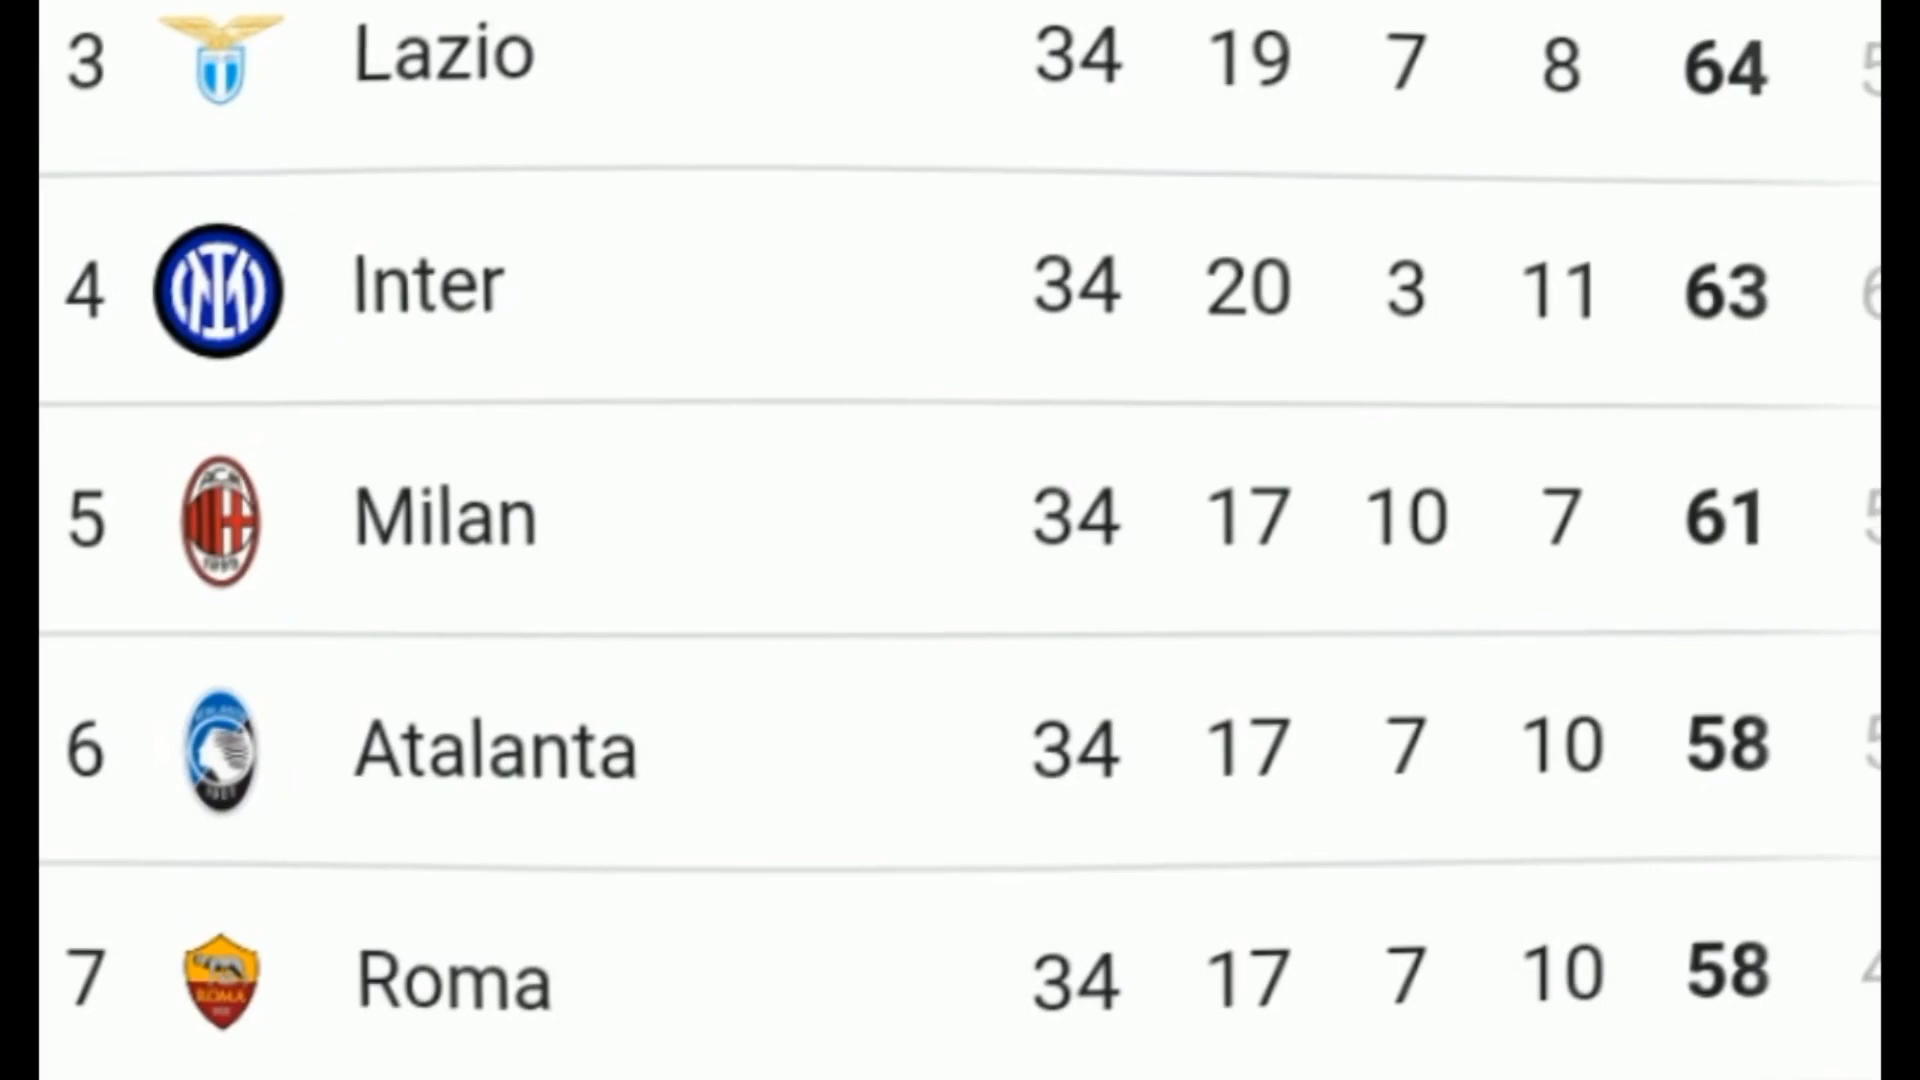 3 Lazio 34 19 7 8 64
4 Inter 34 20 3 11 63
5 Milan 34 17 10 7 61
6 Atalanta 34 17 7 10 58
7 Roma 34 17 7 10 58